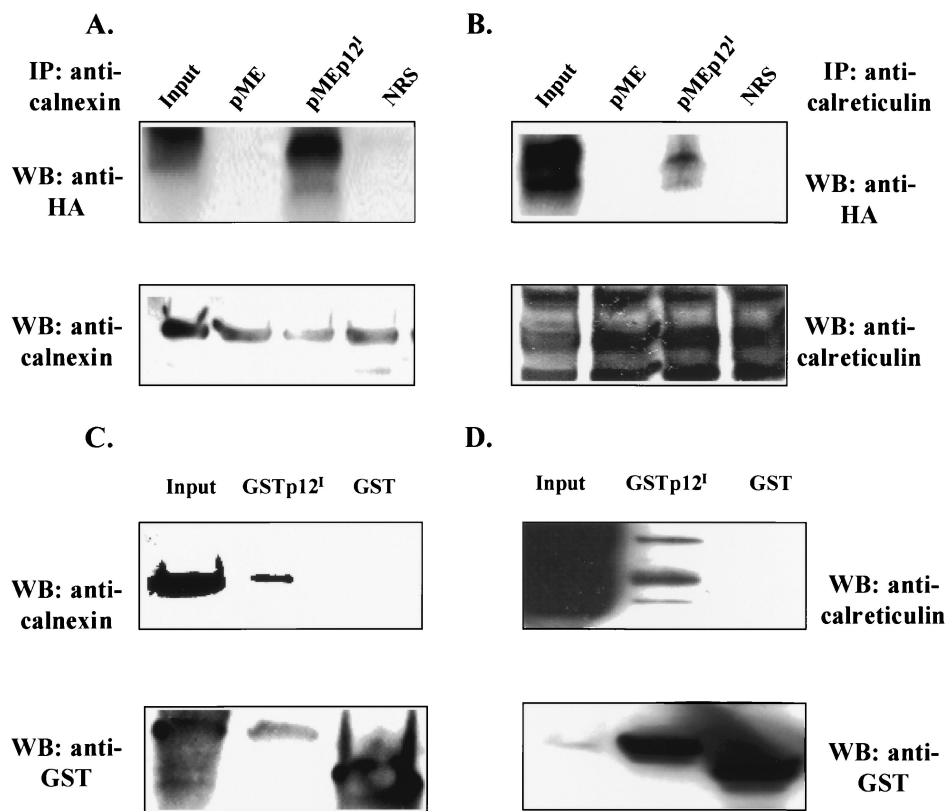 A.
IP: anti-
calnexin
Input
pME
pMEp12ᴵ
NRS
WB: anti-
HA
WB: anti-
calnexin
B.
Input
pME
pMEp12ᴵ
NRS
IP: anti-
calreticulin
WB: anti-
HA
WB: anti-
calreticulin
C.
Input GSTp12ᴵ GST
WB: anti-
calnexin
WB: anti-
GST
D.
Input GSTp12ᴵ GST
WB: anti-
calreticulin
WB: anti-
GST